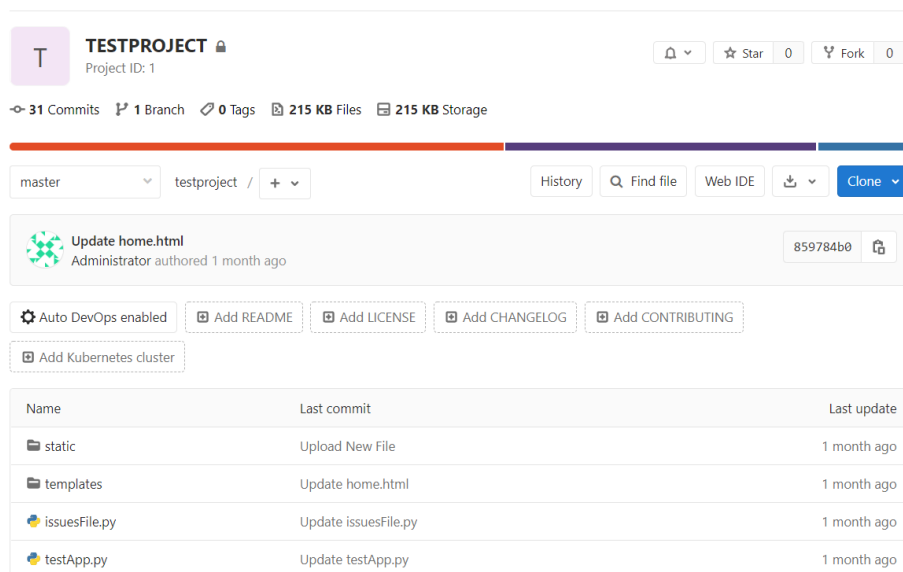 T
TESTPROJECT
Project ID: 1
Star 0
Fork 0
31 Commits 1 Branch 0 Tags 215 KB Files 215 KB Storage
master testproject / + History Find file Web IDE Clone
Update home.html
Administrator authored 1 month ago
859784b0
Auto DevOps enabled Add README Add LICENSE Add CHANGELOG Add CONTRIBUTING
Add Kubernetes cluster
Name Last commit Last update
static Upload New File 1 month ago
templates Update home.html 1 month ago
issuesFile.py Update issuesFile.py 1 month ago
testApp.py Update testApp.py 1 month ago